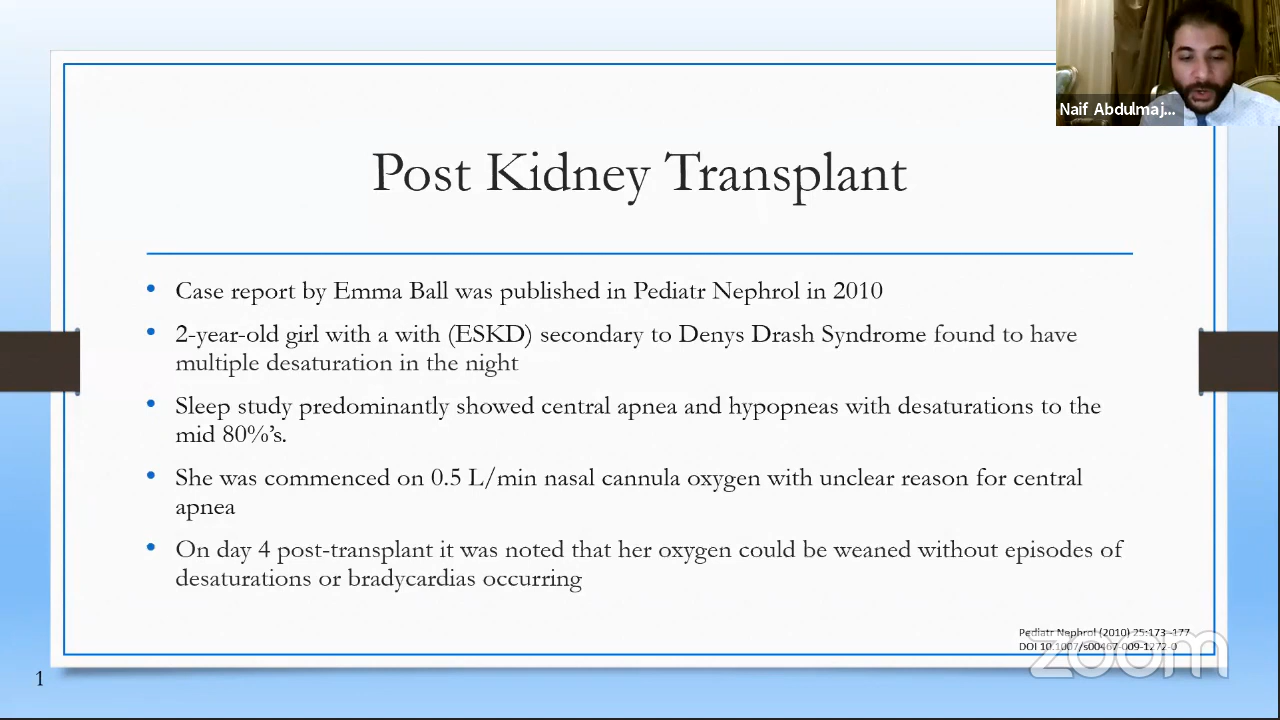 Naif Abdulmaj...
Post Kidney Transplant
• Case report by Emma Ball was published in Pediatr Nephrol in 2010
• 2-year-old girl with a with (ESKD) secondary to Denys Drash Syndrome found to have
multiple desaturation in the night
• Sleep study predominantly showed central apnea and hypopneas with desaturations to the
mid 80%'s.
• She was commenced on 0.5 L/min nasal cannula oxygen with unclear reason for central
apnea
• On day 4 post-transplant it was noted that her oxygen could be weaned without episodes of
desaturations or bradycardias occurring
Pediatr Nephrol (2010) 25:173–177
DOI 10.1007/s00467-009-1272-0
zoom
1